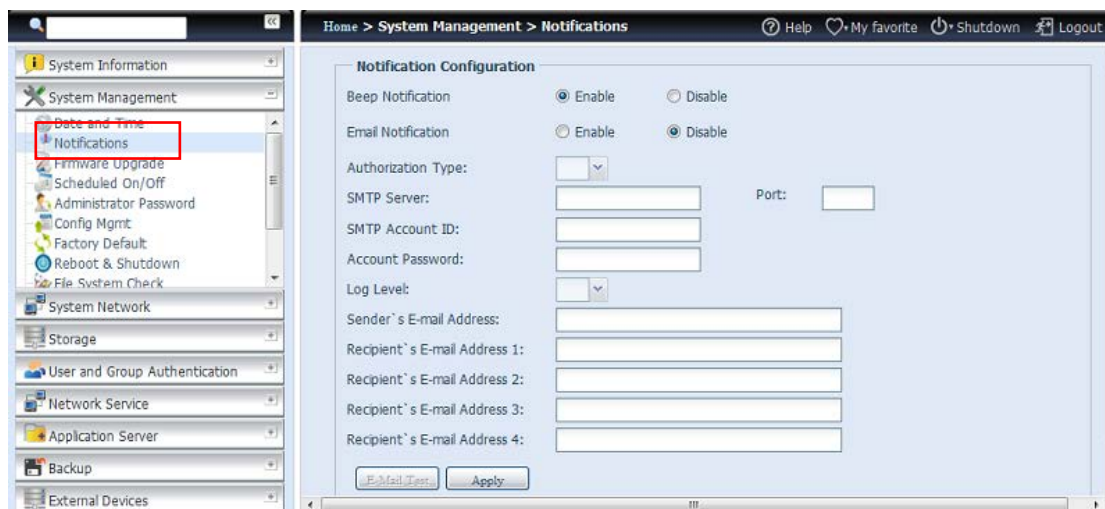 Home > System Management > Notifications
Help My favorite Shutdown Logout
System Information
System Management
Date and Time
Notifications
Firmware Upgrade
Scheduled On/Off
Administrator Password
Config Mgmt
Factory Default
Reboot & Shutdown
File System Check
System Network
Storage
User and Group Authentication
Network Service
Application Server
Backup
External Devices
Notification Configuration
Beep Notification Enable Disable
Email Notification Enable Disable
Authorization Type:
SMTP Server: Port:
SMTP Account ID:
Account Password:
Log Level:
Sender`s E-mail Address:
Recipient`s E-mail Address 1:
Recipient`s E-mail Address 2:
Recipient`s E-mail Address 3:
Recipient`s E-mail Address 4:
E-Mail Test Apply